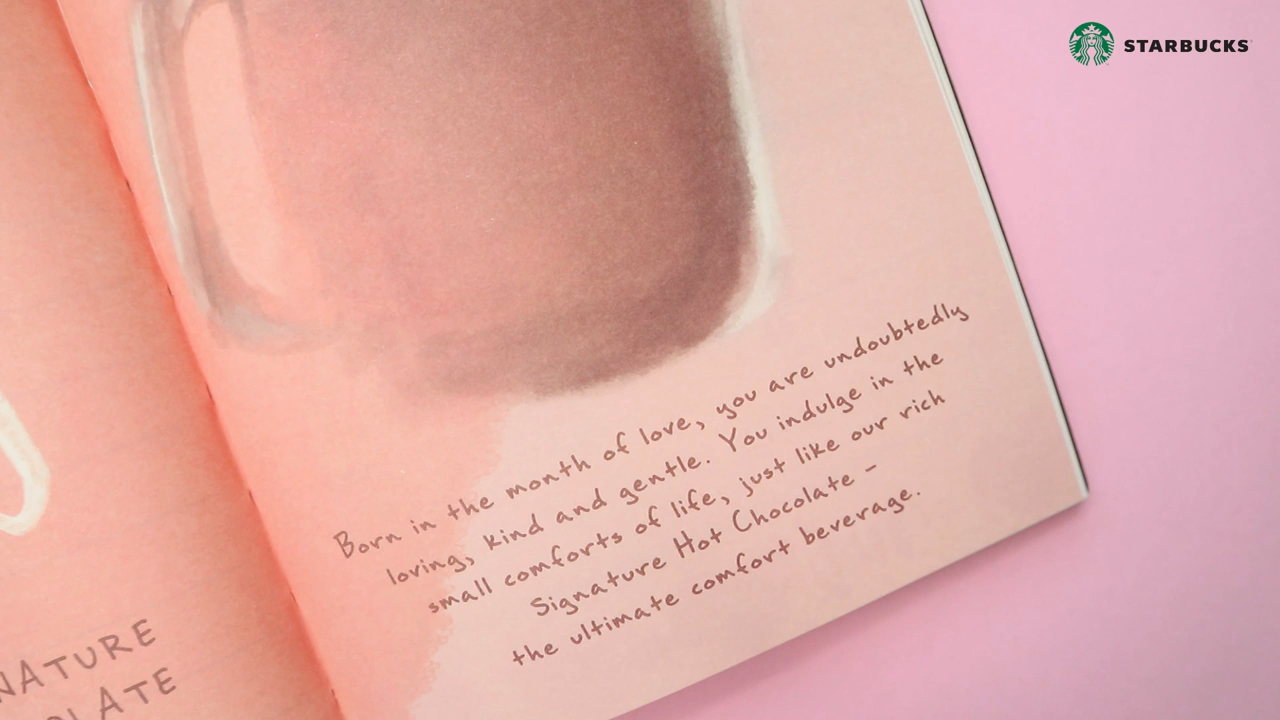 STARBUCKS
Born in the month of love, you are undoubtedly
loving, kind and gentle. You indulge in the
small comforts of life, just like our rich
Signature Hot Chocolate -
the ultimate comfort beverage.
NATURE
OLATE